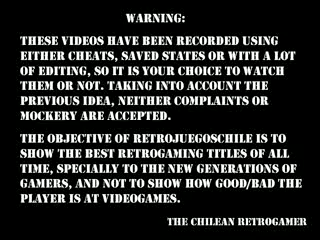 WARNING:
THESE VIDEOS HAVE BEEN RECORDED USING
EITHER CHEATS, SAVED STATES OR WITH A LOT
OF EDITING, SO IT IS YOUR CHOICE TO WATCH
THEM OR NOT. TAKING INTO ACCOUNT THE
PREVIOUS IDEA, NEITHER COMPLAINTS OR
MOCKERY ARE ACCEPTED.
THE OBJECTIVE OF RETROJUEGOSCHILE IS TO
SHOW THE BEST RETROGAMING TITLES OF ALL
TIME, SPECIALLY TO THE NEW GENERATIONS OF
GAMERS, AND NOT TO SHOW HOW GOOD/BAD THE
PLAYER IS AT VIDEOGAMES.
THE CHILEAN RETROGAMER